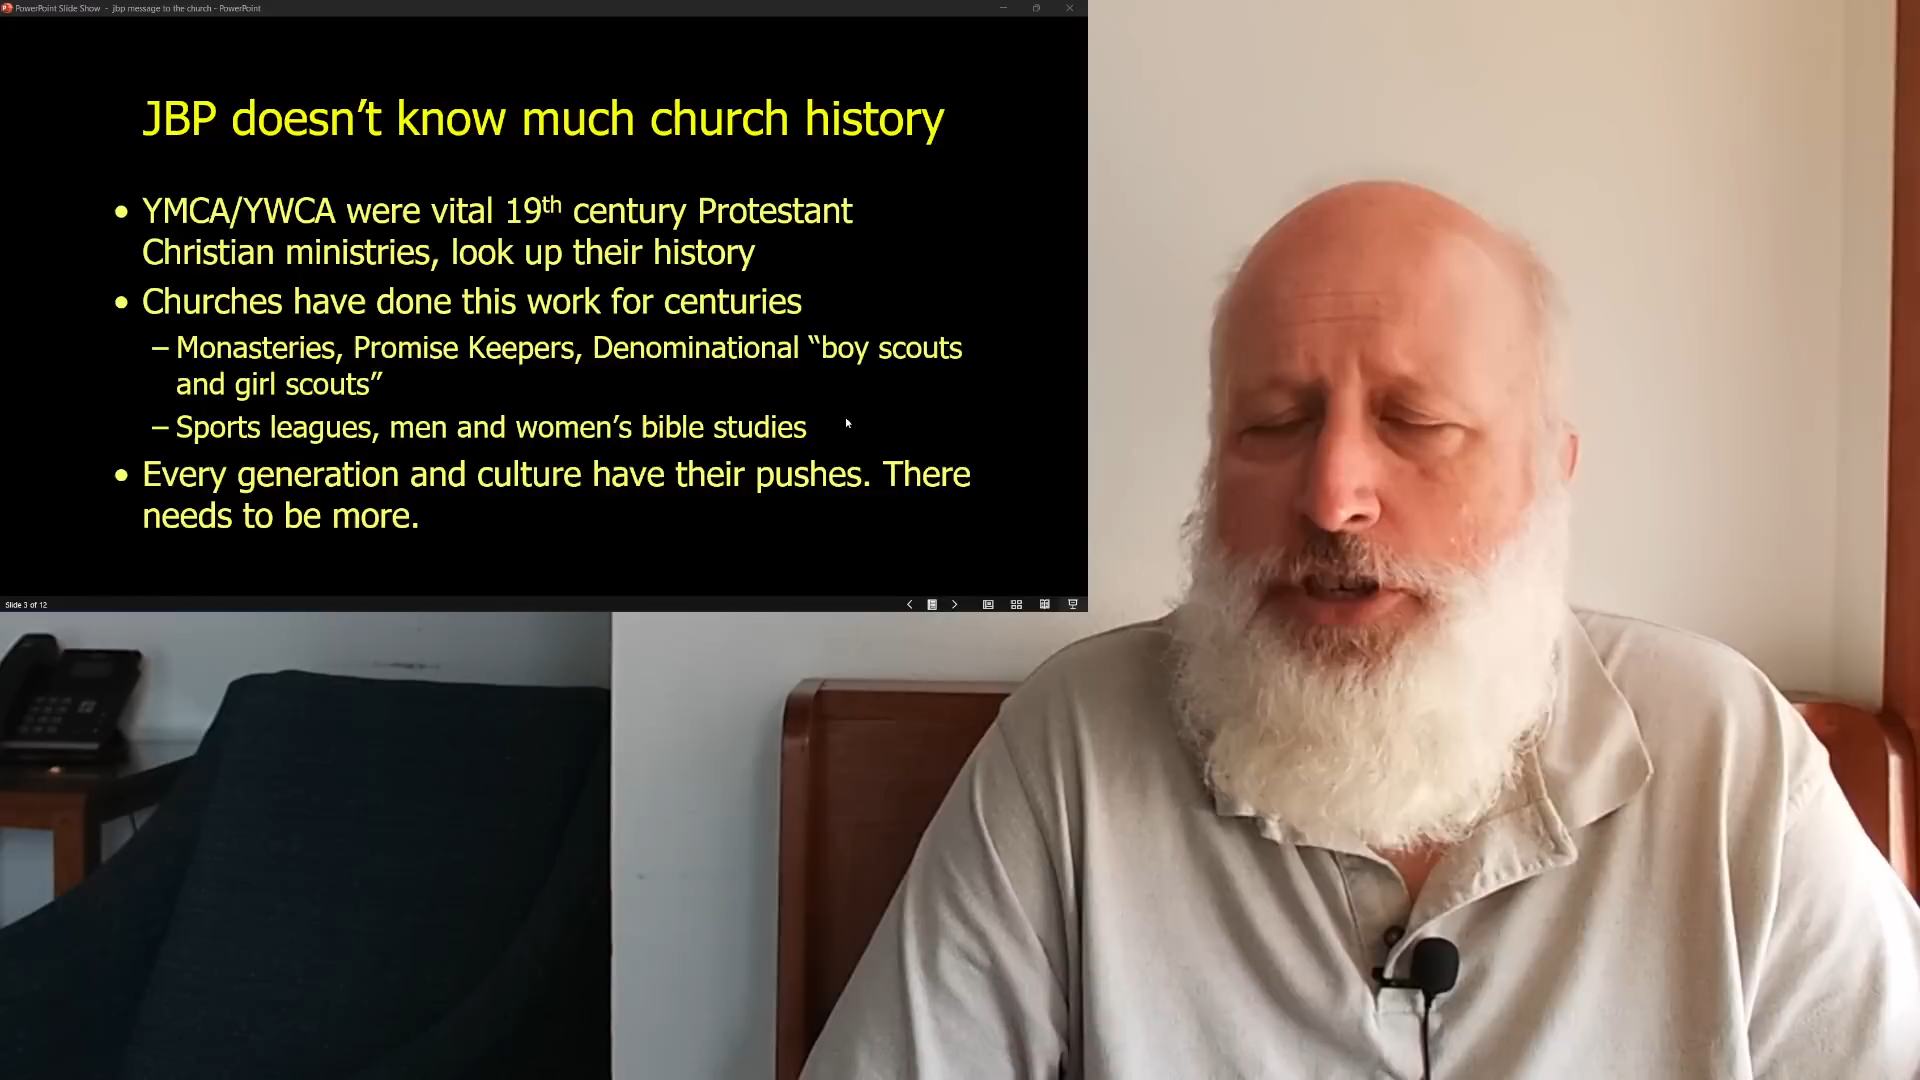 PowerPoint Slide Show - jbp message to the church - PowerPoint
JBP doesn’t know much church history
• YMCA/YWCA were vital 19th century Protestant
Christian ministries, look up their history
• Churches have done this work for centuries
– Monasteries, Promise Keepers, Denominational “boy scouts
and girl scouts”
– Sports leagues, men and women’s bible studies
• Every generation and culture have their pushes. There
needs to be more.
Slide 3 of 12